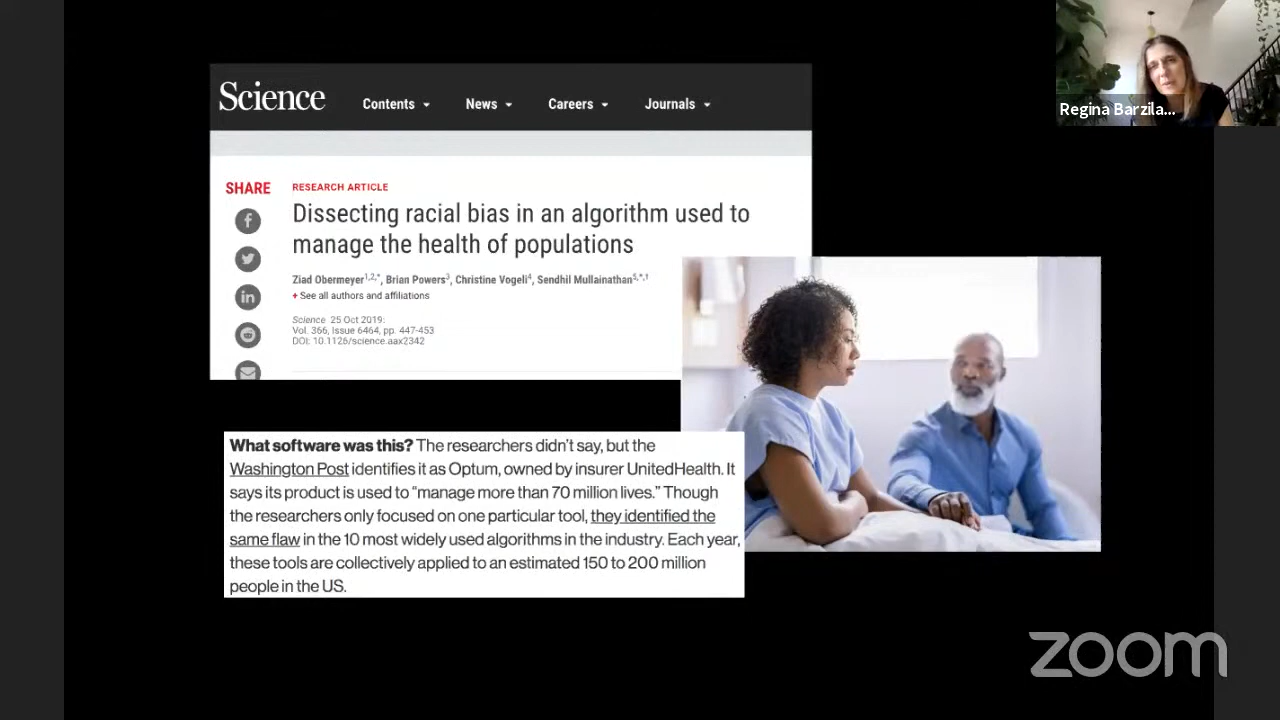 Science
Contents
News
Careers
Journals
SHARE
RESEARCH ARTICLE
Dissecting racial bias in an algorithm used to
manage the health of populations
Ziad Obermeyer1,2,*, Brian Powers3, Christine Vogeli4, Sendhil Mullainathan5,*,†
+ See all authors and affiliations
Science 25 Oct 2019:
Vol. 366, Issue 6464, pp. 447-453
DOI: 10.1126/science.aax2342
What software was this? The researchers didn't say, but the
Washington Post identifies it as Optum, owned by insurer UnitedHealth. It
says its product is used to “manage more than 70 million lives.” Though
the researchers only focused on one particular tool, they identified the
same flaw in the 10 most widely used algorithms in the industry. Each year,
these tools are collectively applied to an estimated 150 to 200 million
people in the US.
Regina Barzila...
zoom